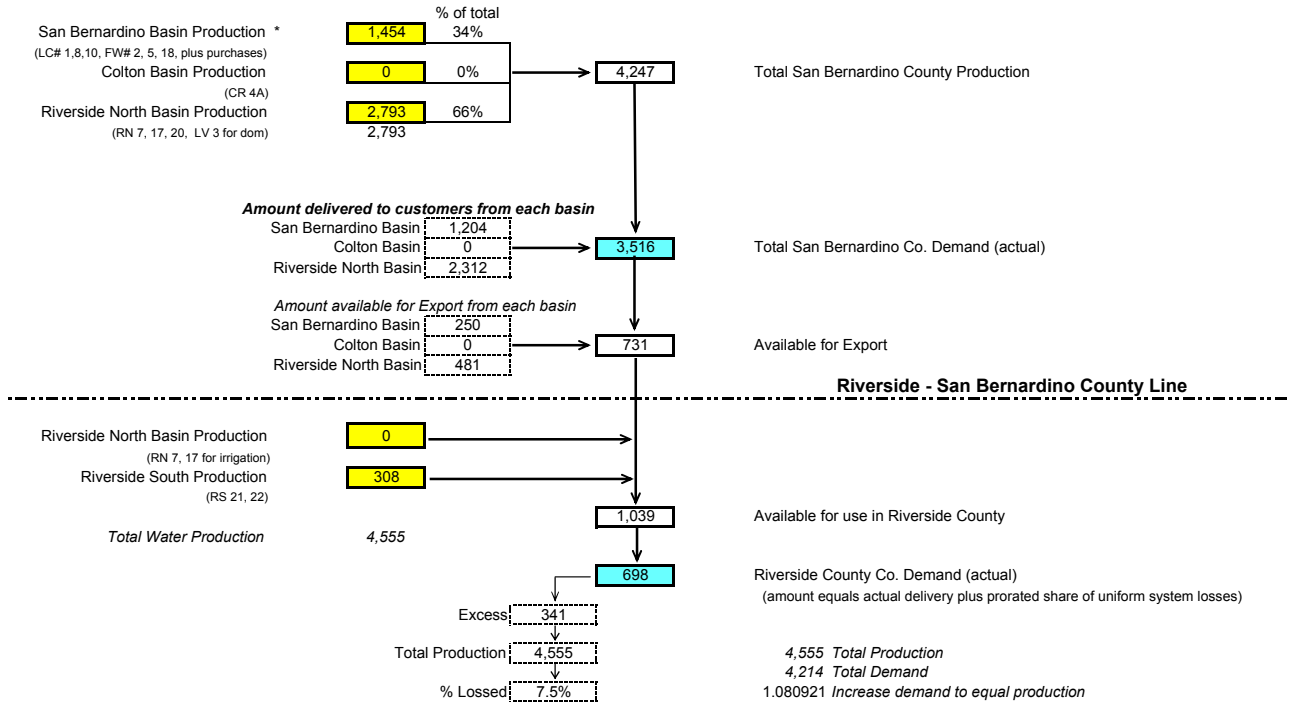 % of total
San Bernardino Basin Production * 1,454 34%
(LC# 1,8,10, FW# 2, 5, 18, plus purchases)
Colton Basin Production 0 0% 4,247 Total San Bernardino County Production
(CR 4A)
Riverside North Basin Production 2,793 66%
(RN 7, 17, 20, LV 3 for dom) 2,793
Amount delivered to customers from each basin
San Bernardino Basin 1,204
Colton Basin 0 3,516 Total San Bernardino Co. Demand (actual)
Riverside North Basin 2,312
Amount available for Export from each basin
San Bernardino Basin 250
Colton Basin 0 731 Available for Export
Riverside North Basin 481
Riverside - San Bernardino County Line
Riverside North Basin Production 0
(RN 7, 17 for irrigation)
Riverside South Production 308
(RS 21, 22)
1,039 Available for use in Riverside County
Total Water Production 4,555
698 Riverside County Co. Demand (actual)
(amount equals actual delivery plus prorated share of uniform system losses)
Excess 341
Total Production 4,555 4,555 Total Production
4,214 Total Demand
% Lossed 7.5% 1.080921 Increase demand to equal production